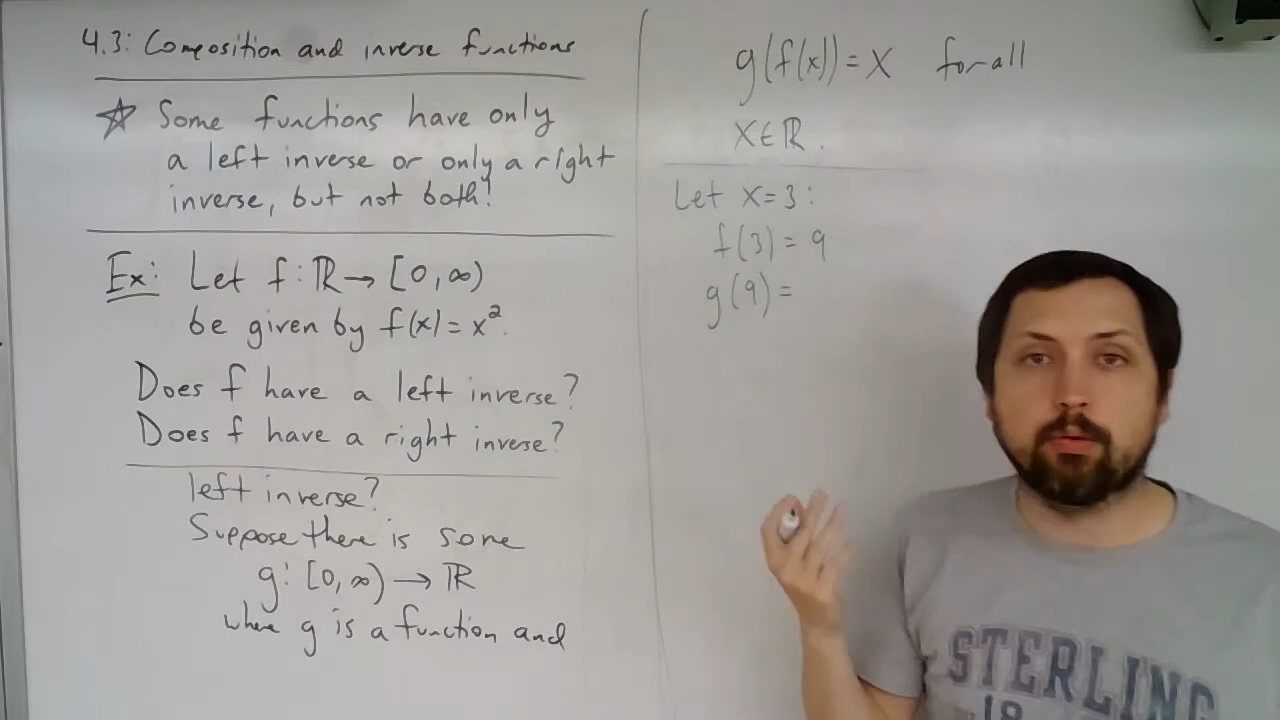 4.3: Composition and inverse functions
☆ Some functions have only
a left inverse or only a right
inverse, but not both!
Ex: Let f: ℝ → [0, ∞)
be given by f(x) = x².
Does f have a left inverse?
Does f have a right inverse?
left inverse?
Suppose there is some
g: [0, ∞) → ℝ
where g is a function and
g(f(x)) = x for all
x ∈ ℝ.
Let x = 3:
f(3) = 9
g(9) =
STERLING
18